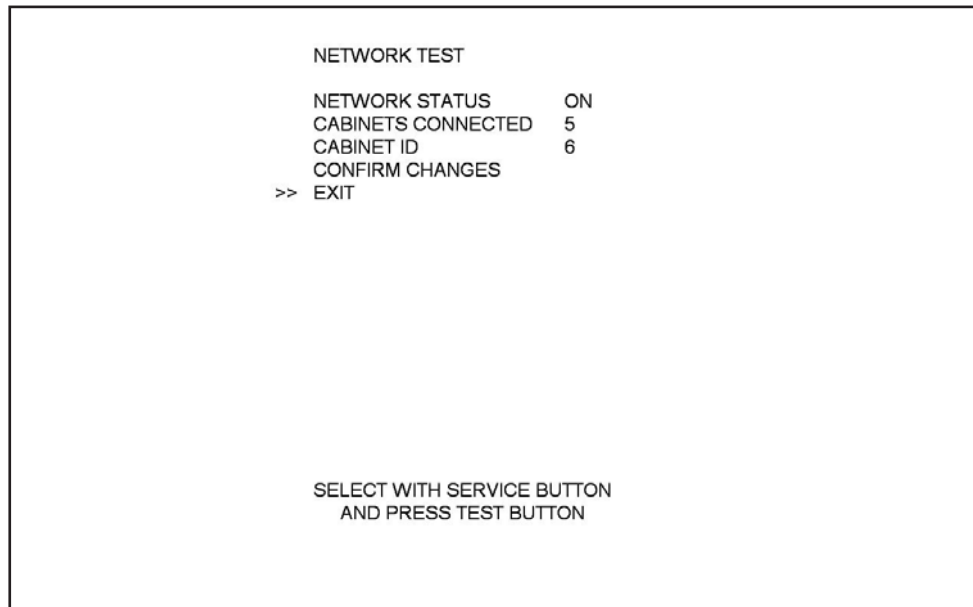 NETWORK TEST
NETWORK STATUS ON
CABINETS CONNECTED 5
CABINET ID 6
CONFIRM CHANGES
>> EXIT
SELECT WITH SERVICE BUTTON
AND PRESS TEST BUTTON